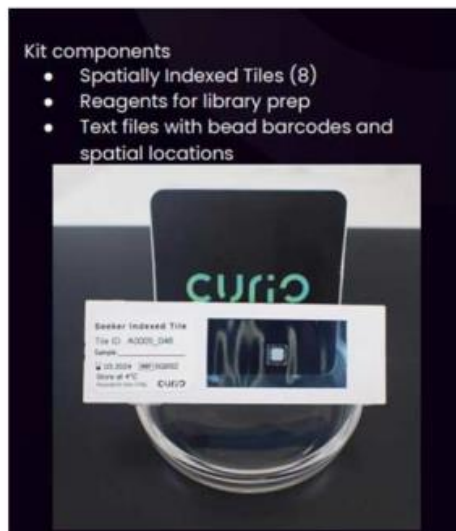 Kit components
• Spatially Indexed Tiles (8)
• Reagents for library prep
• Text files with bead barcodes and
spatial locations
curio
Seeker Indexed Tile
Tile ID: A0005_048
Sample
Store at 4°C
curio